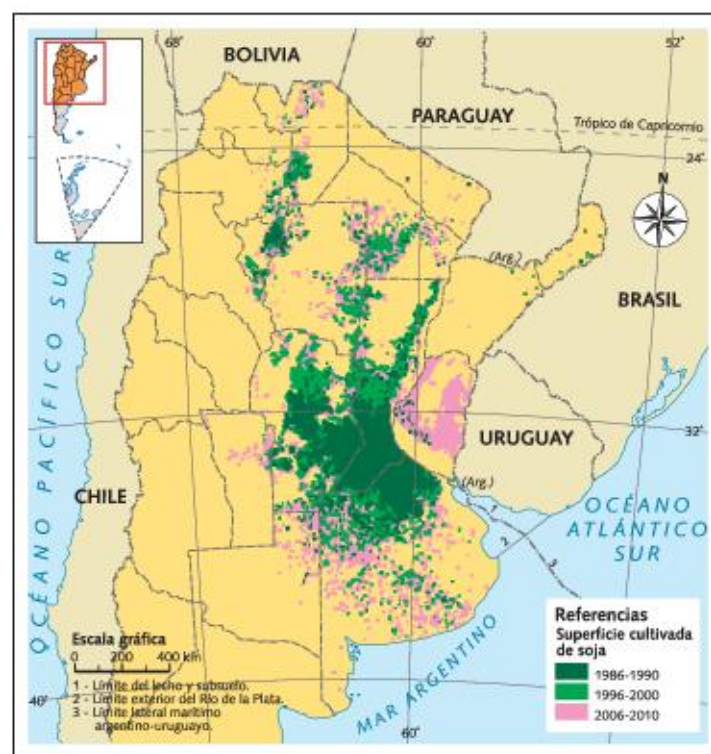 68°
60°
52°
BOLIVIA
PARAGUAY
Trópico de Capricornio
24°
N
(Arg.)
BRASIL
OCÉANO PACÍFICO SUR
32°
URUGUAY
CHILE
(Arg.)
1
OCÉANO
ATLÁNTICO
SUR
2
3
Escala gráfica
0 200 400 km
1 - Límite del lecho y subsuelo.
2 - Límite exterior del Río de la Plata.
3 - Límite lateral marítimo
argentino-uruguayo.
40°
MAR ARGENTINO
60°
Referencias
Superficie cultivada
de soja
1986-1990
1996-2000
2006-2010